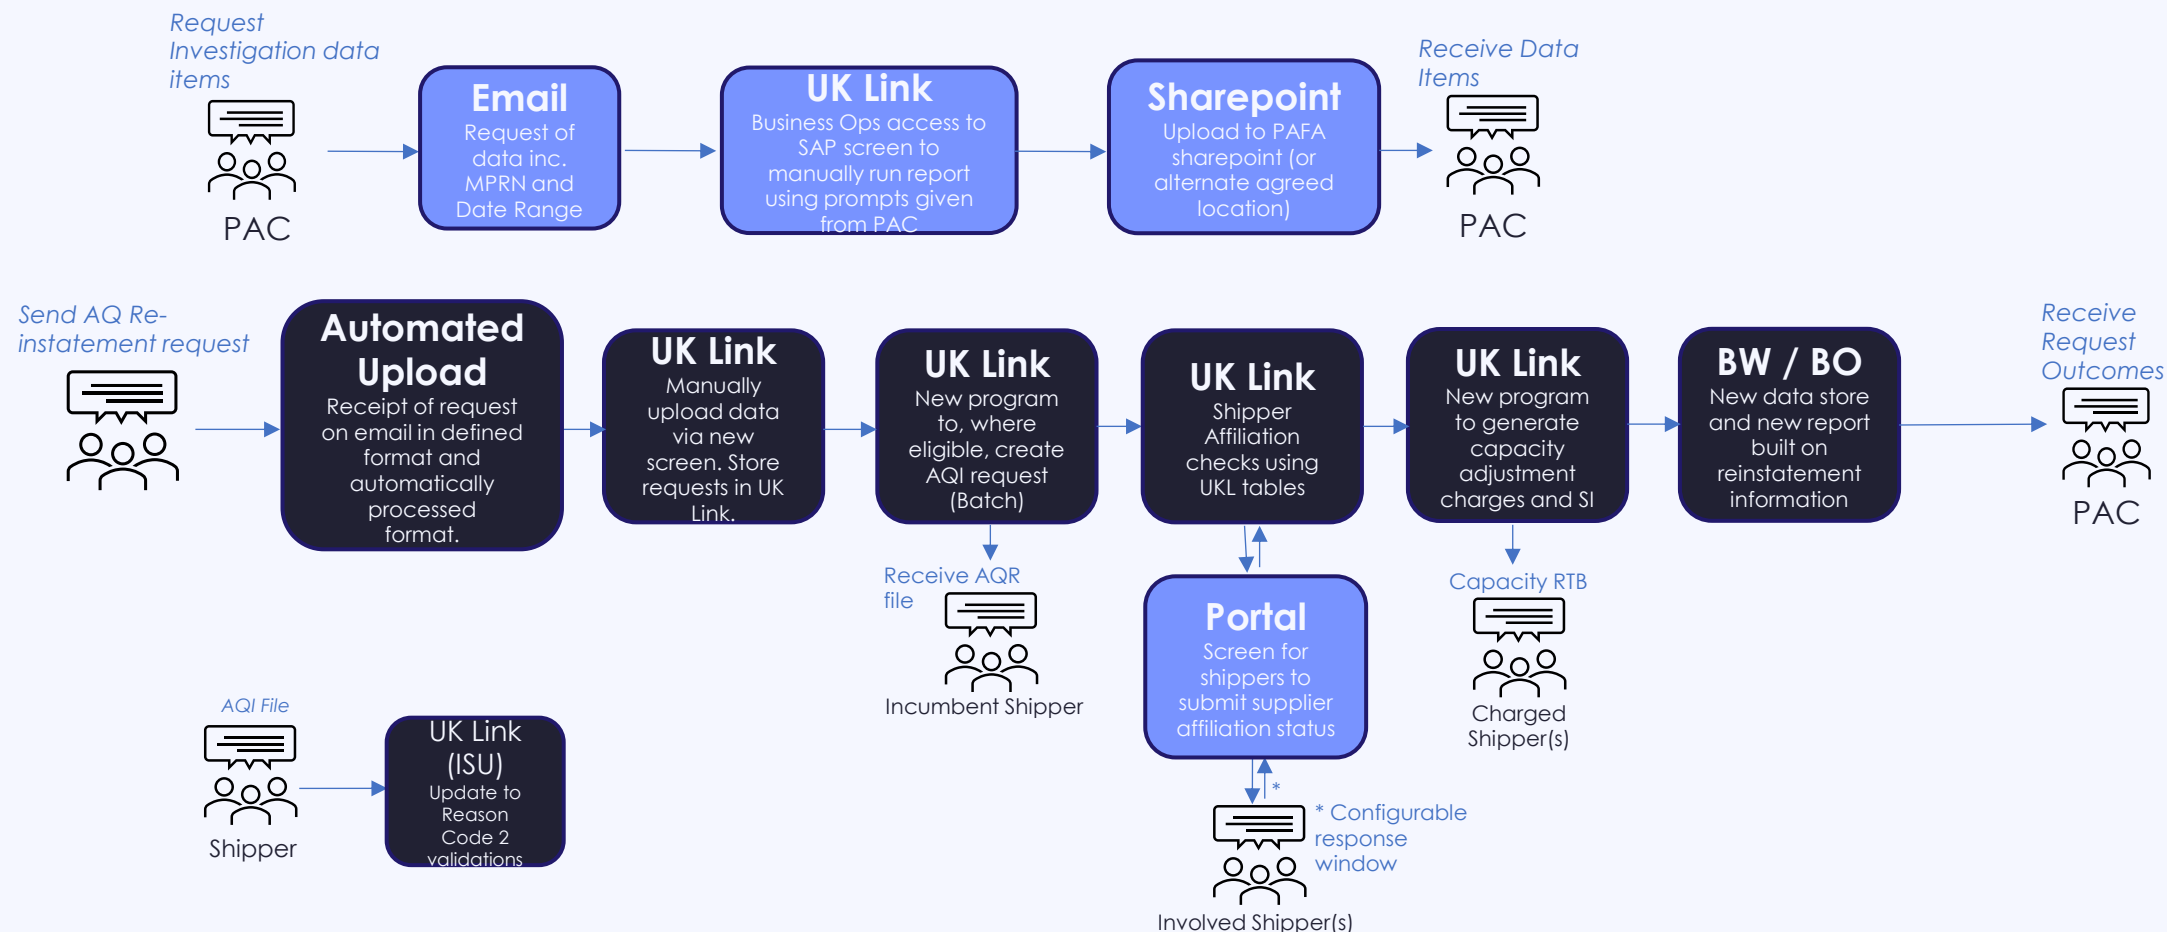 Request
Investigation data
items
PAC
Email
Request of
data inc.
MPRN and
Date Range
UK Link
Business Ops access to
SAP screen to
manually run report
using prompts given
from PAC
Sharepoint
Upload to PAFA
sharepoint (or
alternate agreed
location)
Receive Data
Items
PAC
Send AQ Re-
instatement request
Automated
Upload
Receipt of request
on email in defined
format and
automatically
processed
format.
UK Link
Manually
upload data
via new
screen. Store
requests in UK
Link.
UK Link
New program
to, where
eligible, create
AQI request
(Batch)
UK Link
Shipper
Affiliation
checks using
UKL tables
UK Link
New program
to generate
capacity
adjustment
charges and SI
BW / BO
New data store
and new report
built on
reinstatement
information
Receive
Request
Outcomes
PAC
Receive AQR
file
Incumbent Shipper
Portal
Screen for
shippers to
submit supplier
affiliation status
Capacity RTB
Charged
Shipper(s)
*
* Configurable
response
window
Involved Shipper(s)
AQI File
Shipper
UK Link
(ISU)
Update to
Reason
Code 2
validations